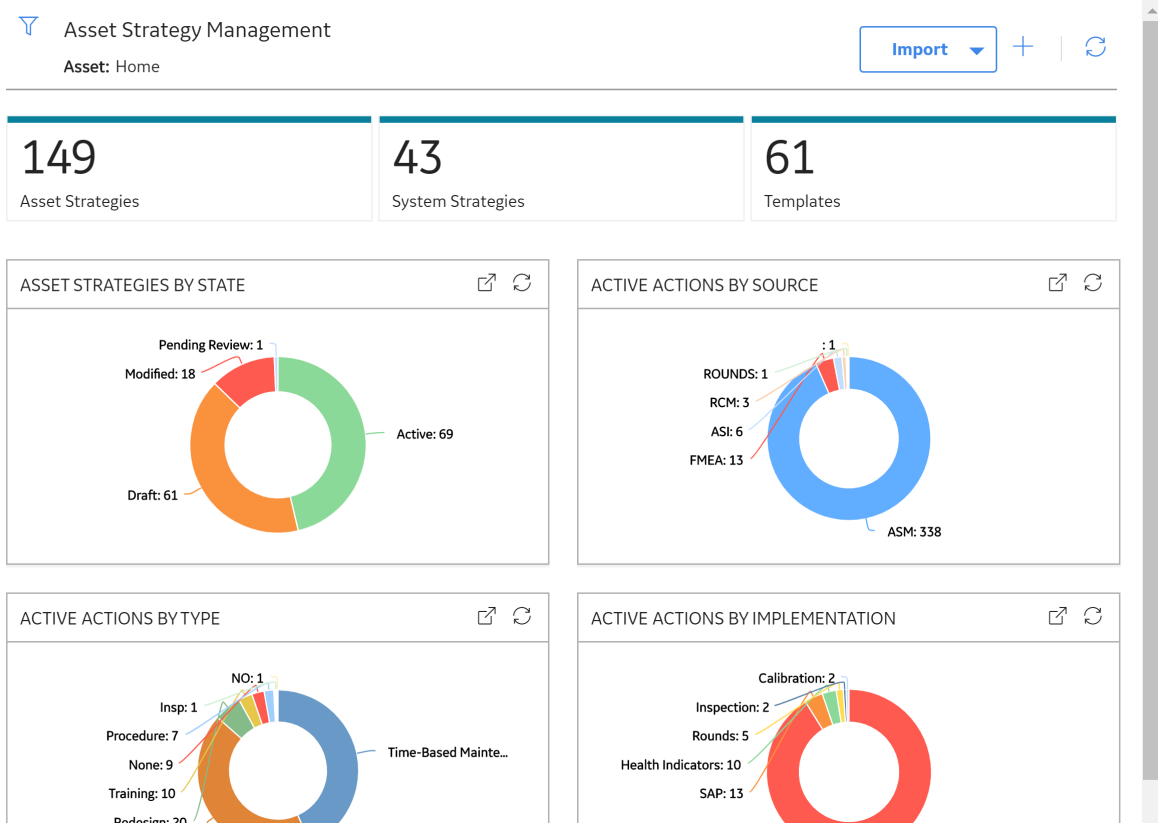 Asset Strategy Management
Asset: Home
Import
149
Asset Strategies
43
System Strategies
61
Templates
ASSET STRATEGIES BY STATE
Pending Review: 1
Modified: 18
Active: 69
Draft: 61
ACTIVE ACTIONS BY SOURCE
: 1
ROUNDS: 1
RCM: 3
ASI: 6
FMEA: 13
ASM: 338
ACTIVE ACTIONS BY TYPE
NO: 1
Insp: 1
Procedure: 7
Time-Based Mainte...
None: 9
Training: 10
Redesign: 20
ACTIVE ACTIONS BY IMPLEMENTATION
Calibration: 2
Inspection: 2
Rounds: 5
Health Indicators: 10
SAP: 13